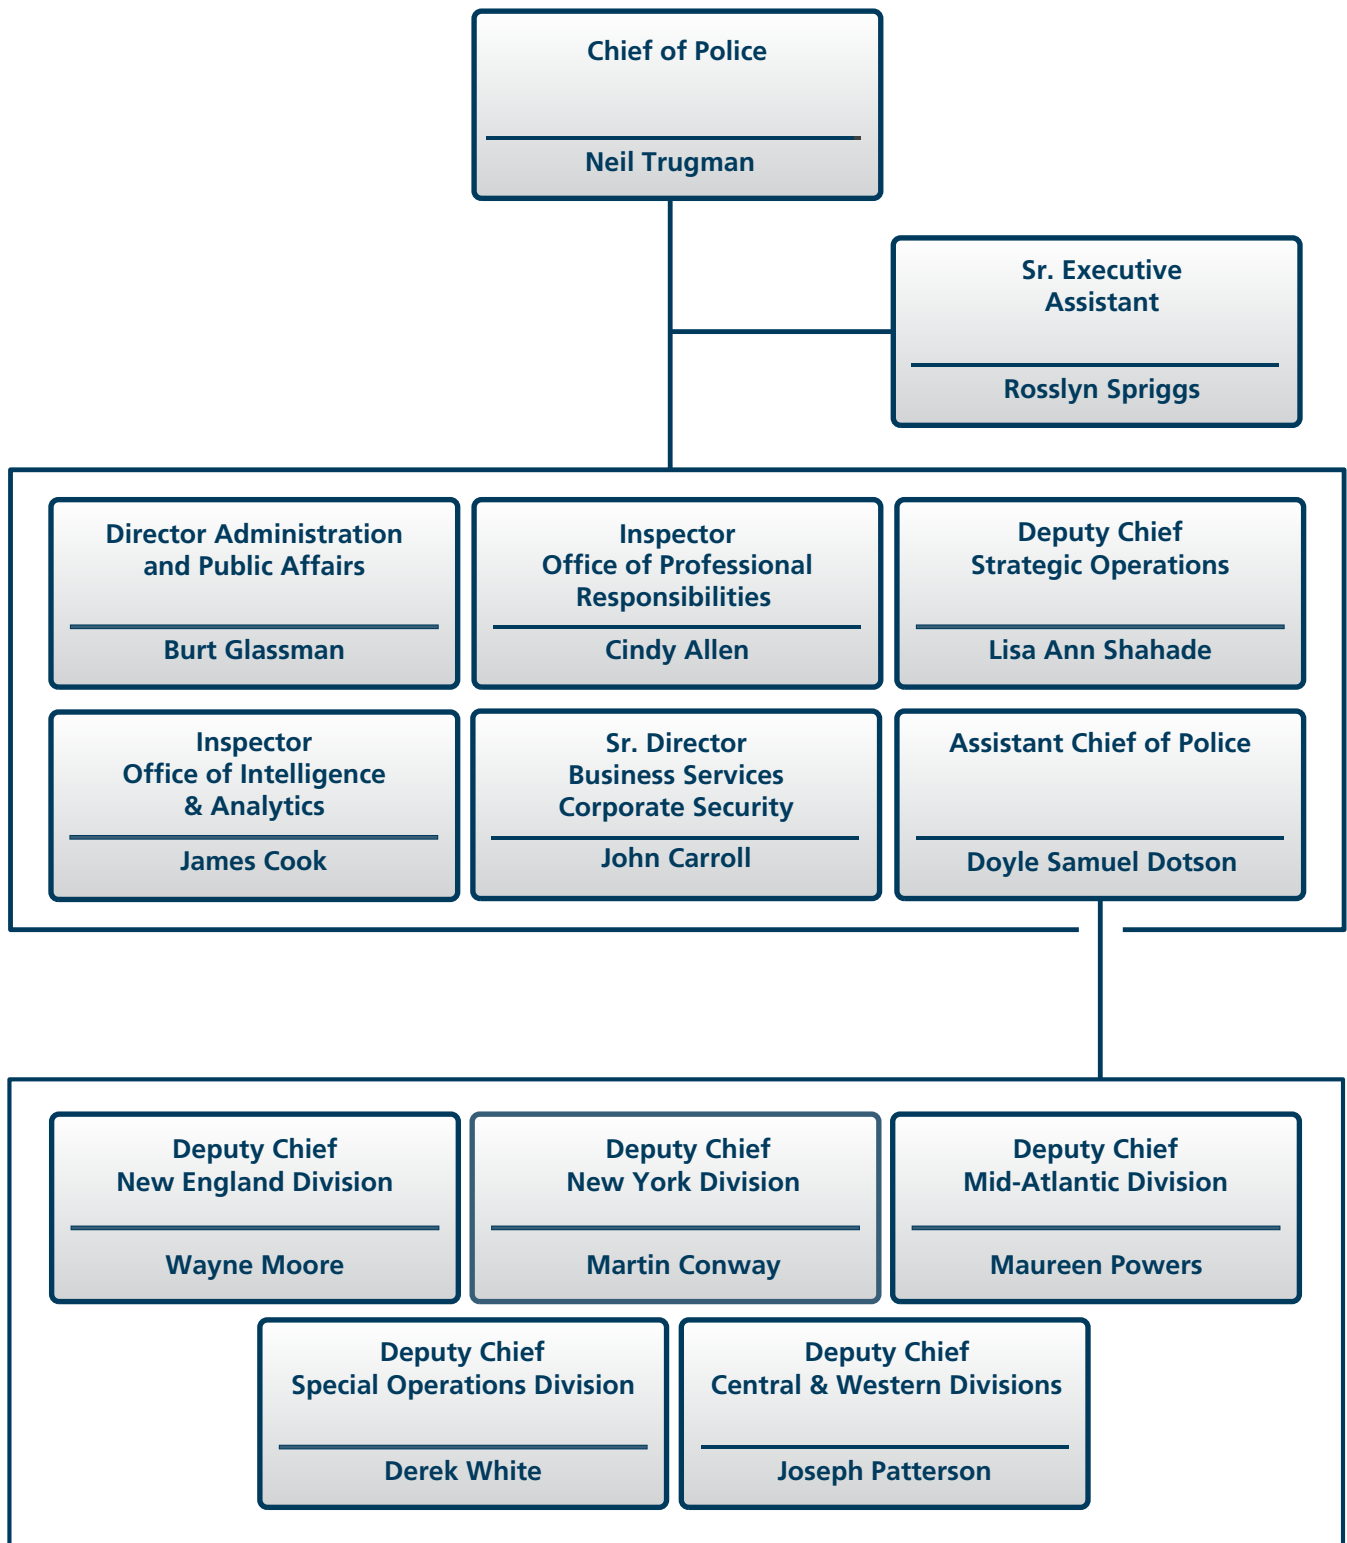 Chief of Police
Neil Trugman
Sr. Executive
Assistant
Rosslyn Spriggs
Director Administration
and Public Affairs
Burt Glassman
Inspector
Office of Professional
Responsibilities
Cindy Allen
Deputy Chief
Strategic Operations
Lisa Ann Shahade
Inspector
Office of Intelligence
& Analytics
James Cook
Sr. Director
Business Services
Corporate Security
John Carroll
Assistant Chief of Police
Doyle Samuel Dotson
Deputy Chief
New England Division
Wayne Moore
Deputy Chief
New York Division
Martin Conway
Deputy Chief
Mid-Atlantic Division
Maureen Powers
Deputy Chief
Special Operations Division
Derek White
Deputy Chief
Central & Western Divisions
Joseph Patterson